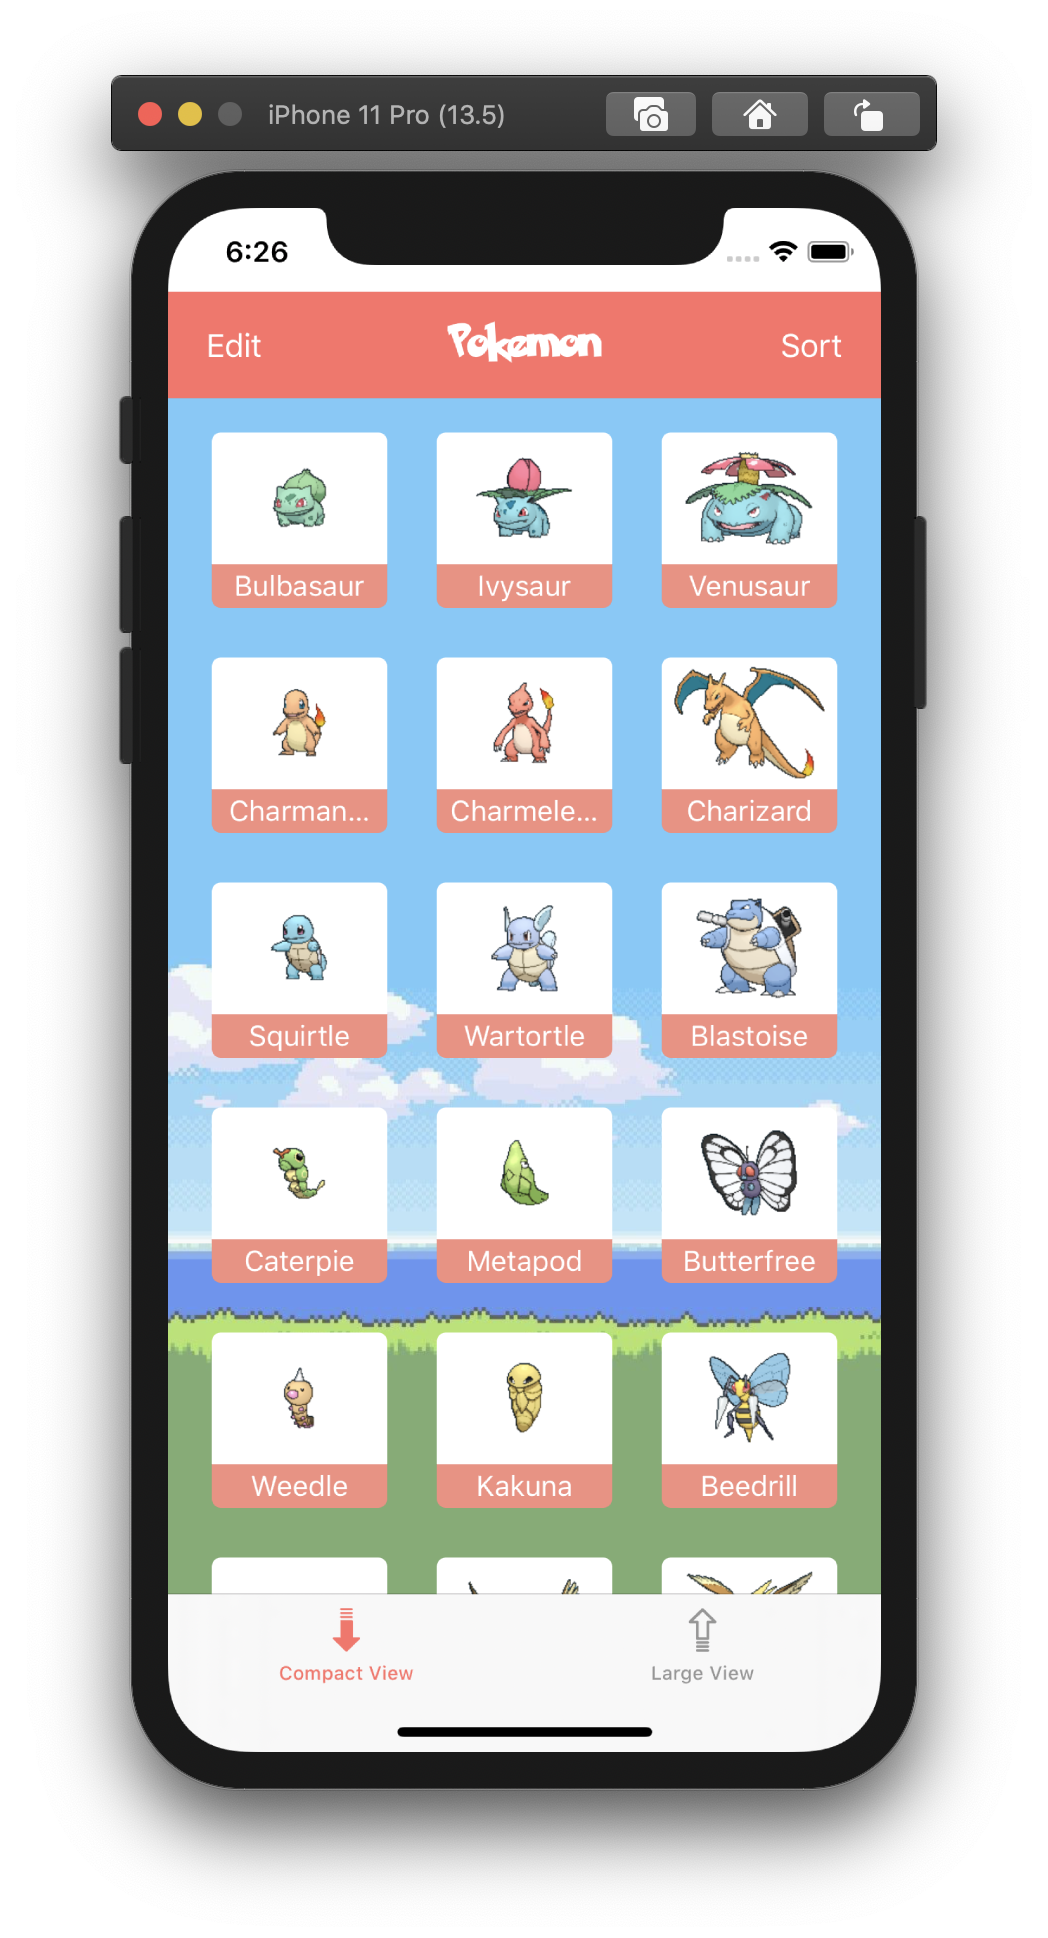 iPhone 11 Pro (13.5)
6:26
Edit Pokemon Sort
Bulbasaur Ivysaur Venusaur
Charman... Charmele... Charizard
Squirtle Wartortle Blastoise
Caterpie Metapod Butterfree
Weedle Kakuna Beedrill
Compact View Large View